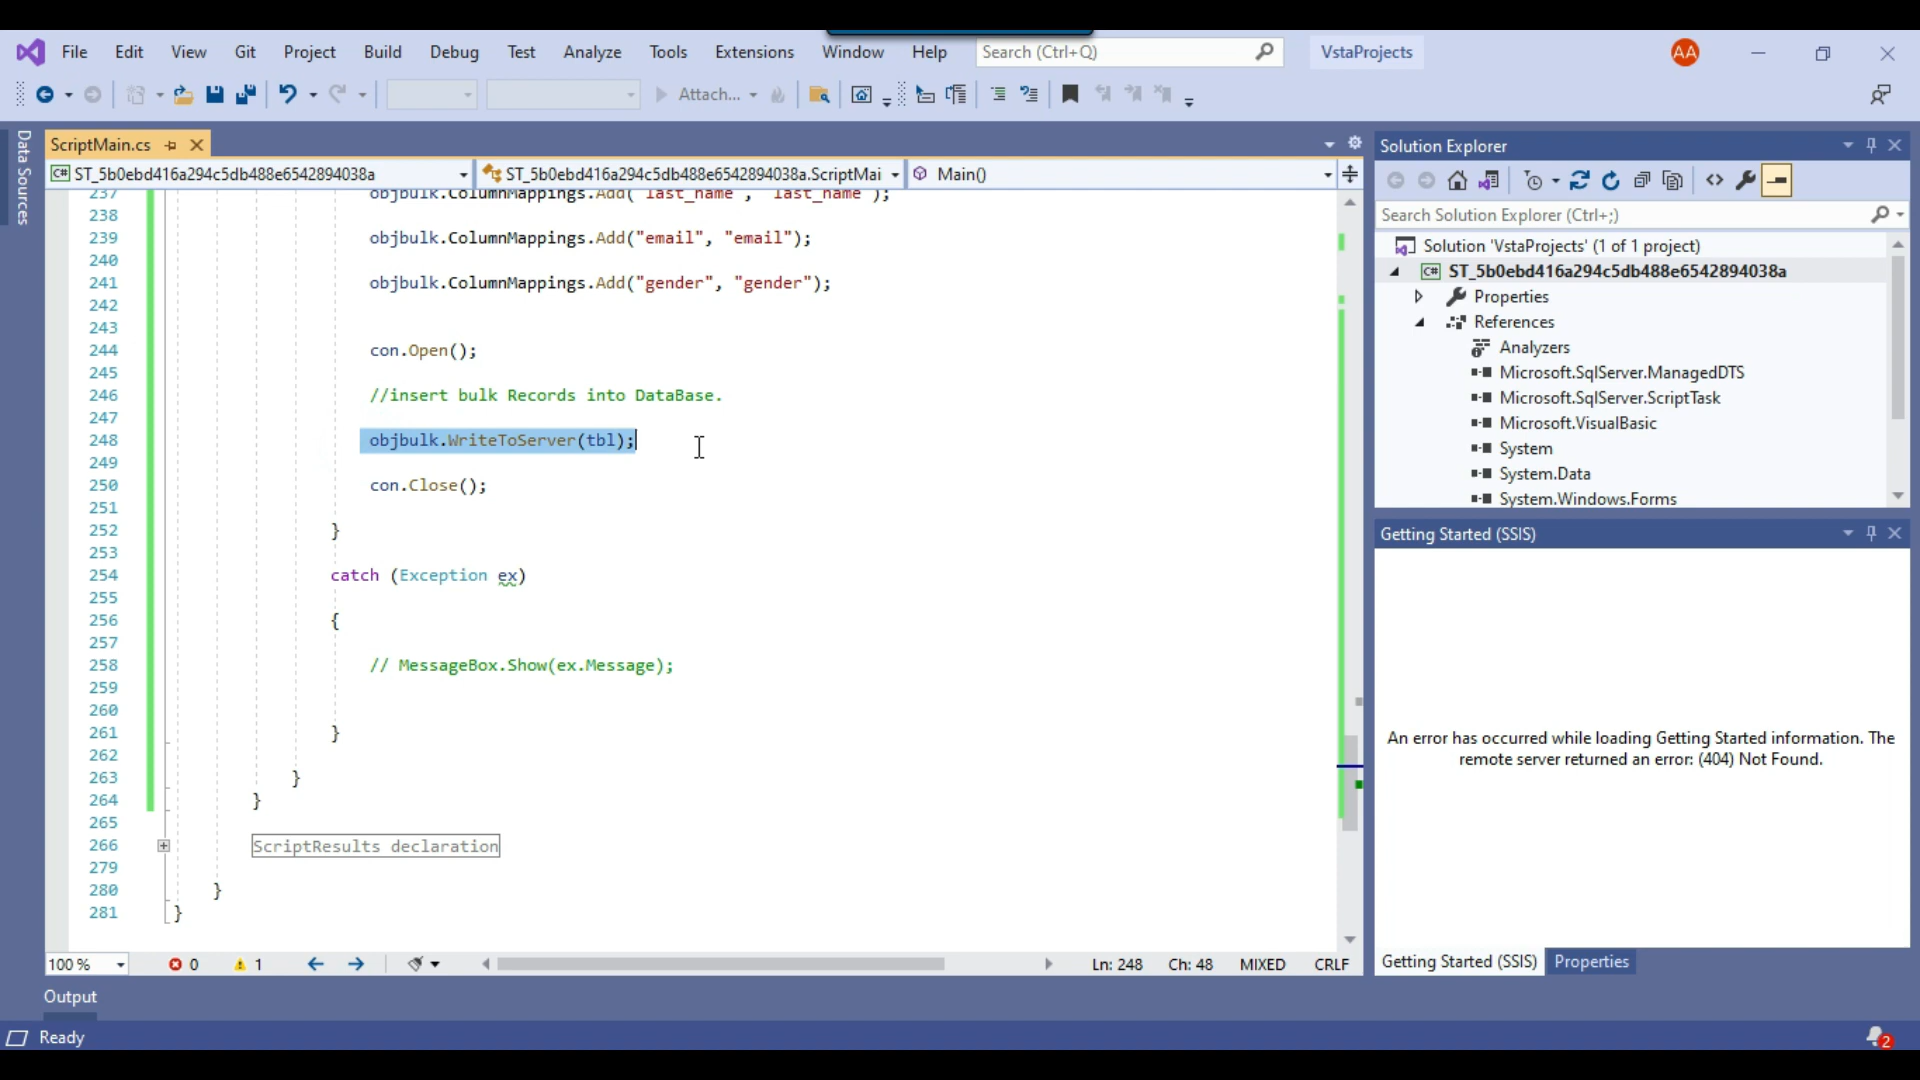 File Edit View Git Project Build Debug Test Analyze Tools Extensions Window Help Search (Ctrl+Q) VstaProjects AA
Attach...
Data Sources
ScriptMain.cs
ST_5b0ebd416a294c5db488e6542894038a ST_5b0ebd416a294c5db488e6542894038a.ScriptMai Main()
237 objbulk.ColumnMappings.Add("last_name", "last_name");
238
239 objbulk.ColumnMappings.Add("email", "email");
240
241 objbulk.ColumnMappings.Add("gender", "gender");
242
243
244 con.Open();
245
246 //insert bulk Records into DataBase.
247
248 objbulk.WriteToServer(tbl);
249
250 con.Close();
251
252 }
253
254 catch (Exception ex)
255
256 {
257
258 // MessageBox.Show(ex.Message);
259
260
261 }
262
263 }
264 }
265
266 ScriptResults declaration
279
280 }
281 }
100 % 0 1 Ln: 248 Ch: 48 MIXED CRLF
Output
Ready
2
Solution Explorer
Search Solution Explorer (Ctrl+;)
Solution 'VstaProjects' (1 of 1 project)
C# ST_5b0ebd416a294c5db488e6542894038a
Properties
References
Analyzers
Microsoft.SqlServer.ManagedDTS
Microsoft.SqlServer.ScriptTask
Microsoft.VisualBasic
System
System.Data
System.Windows.Forms
Getting Started (SSIS)
An error has occurred while loading Getting Started information. The
remote server returned an error: (404) Not Found.
Getting Started (SSIS) Properties